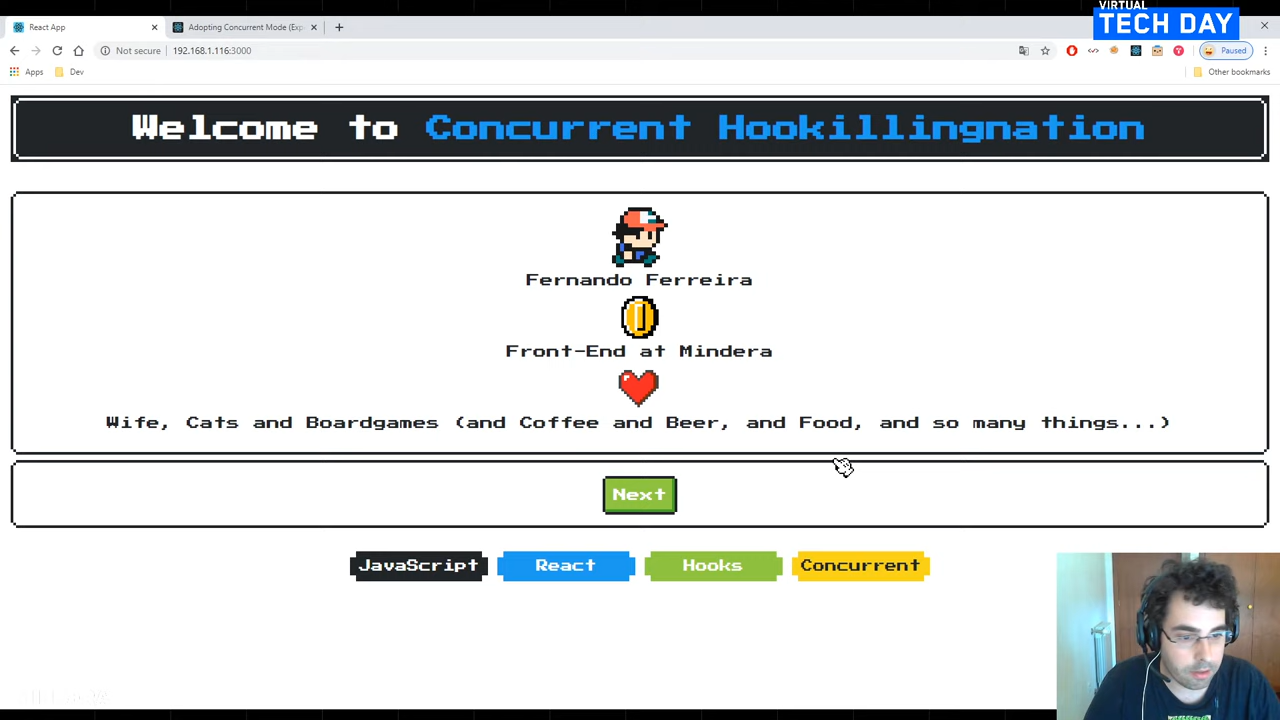 VIRTUAL
TECH DAY
React App
Adopting Concurrent Mode (Exp
Not secure
192.168.1.116:3000
Paused
Apps
Dev
Other bookmarks
Welcome to Concurrent Hookillingnation
Fernando Ferreira
Front-End at Mindera
Wife, Cats and Boardgames (and Coffee and Beer, and Food, and so many things...)
Next
JavaScript
React
Hooks
Concurrent